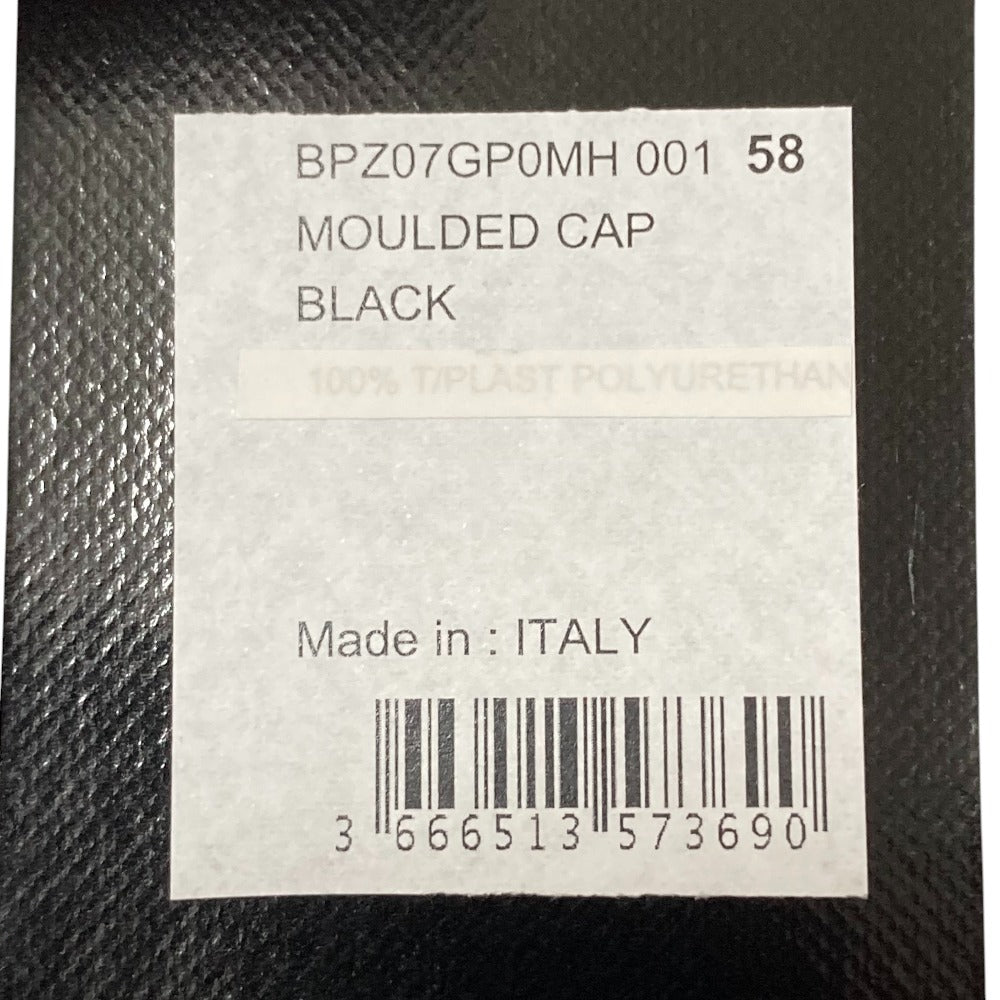 BPZ07GP0MH 001 58
MOULDED CAP
BLACK
100% T/PLAST POLYURETHAN
Made in : ITALY
3 666513 573690